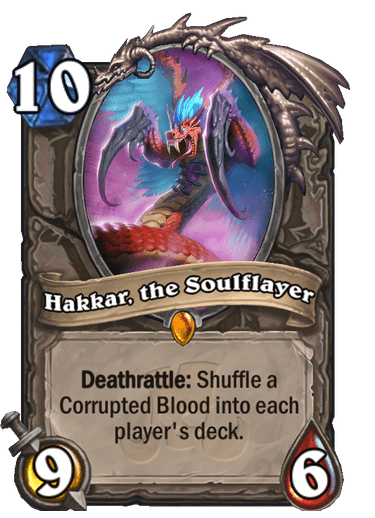 10
Hakkar, the Soulflayer
Deathrattle: Shuffle a
Corrupted Blood into each
player's deck.
9
6